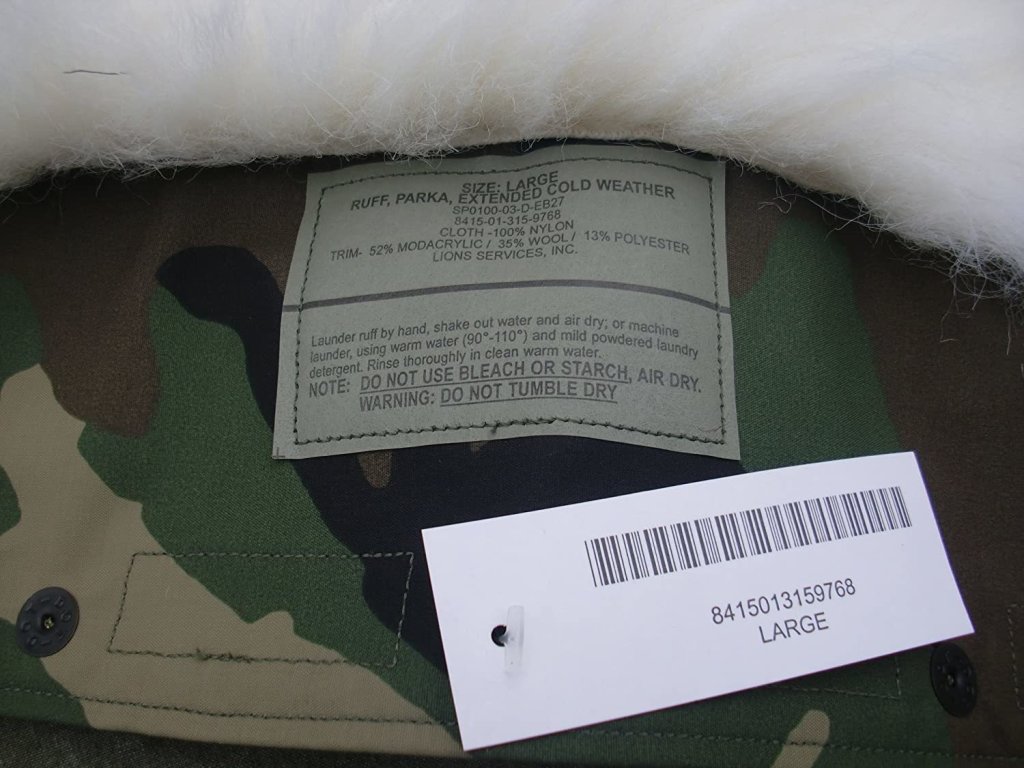 SIZE: LARGE
RUFF, PARKA, EXTENDED COLD WEATHER
SP0100-03-D-EB27
8415-01-315-9768
CLOTH -100% NYLON
TRIM- 52% MODACRYLIC / 35% WOOL / 13% POLYESTER
LIONS SERVICES, INC.
Launder ruff by hand, shake out water and air dry; or machine
launder, using warm water (90°-110°) and mild powdered laundry
detergent. Rinse thoroughly in clean warm water.
NOTE: DO NOT USE BLEACH OR STARCH, AIR DRY.
WARNING: DO NOT TUMBLE DRY
8415013159768
LARGE